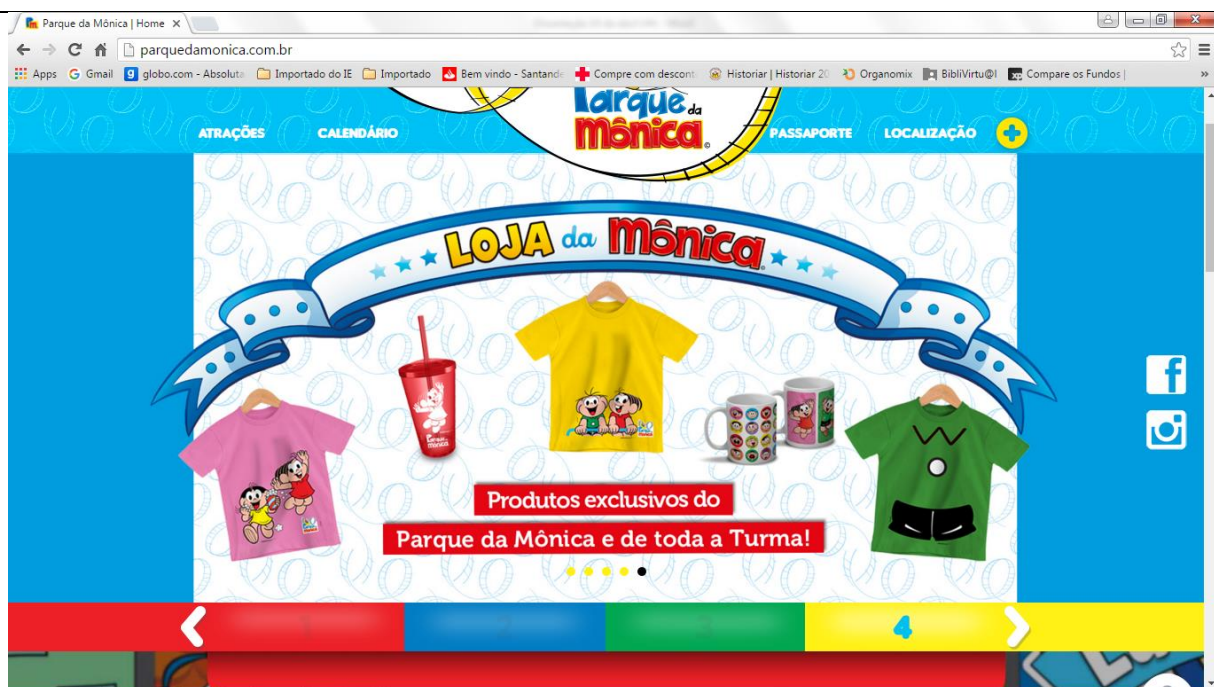 Parque da Mônica | Home
parquedamonica.com.br
Apps Gmail globo.com - Absoluta Importado do IE Importado Bem vindo - Santande Compre com descont Historiar | Historiar 20 Organomix BibliVirtu@l Compare os Fundos |
ATRAÇÕES CALENDÁRIO Parque da Mônica PASSAPORTE LOCALIZAÇÃO
LOJA da Mônica
Produtos exclusivos do
Parque da Mônica e de toda a Turma!
4